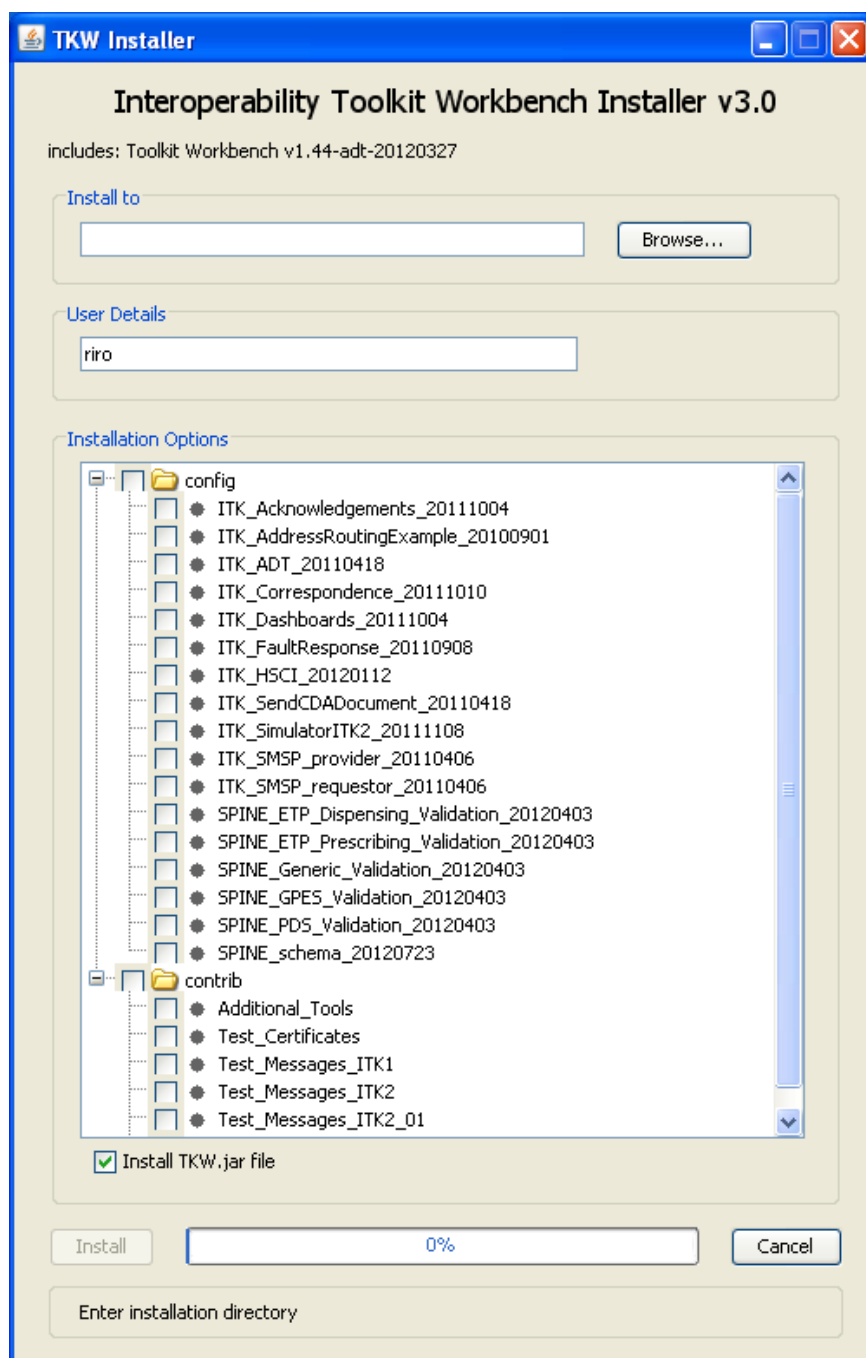 TKW Installer
Interoperability Toolkit Workbench Installer v3.0
includes: Toolkit Workbench v1.44-adt-20120327
Install to
Browse...
User Details
riro
Installation Options
config
ITK_Acknowledgements_20111004
ITK_AddressRoutingExample_20100901
ITK_ADT_20110418
ITK_Correspondence_20111010
ITK_Dashboards_20111004
ITK_FaultResponse_20110908
ITK_HSCI_20120112
ITK_SendCDADocument_20110418
ITK_SimulatorITK2_20111108
ITK_SMSP_provider_20110406
ITK_SMSP_requestor_20110406
SPINE_ETP_Dispensing_Validation_20120403
SPINE_ETP_Prescribing_Validation_20120403
SPINE_Generic_Validation_20120403
SPINE_GPES_Validation_20120403
SPINE_PDS_Validation_20120403
SPINE_schema_20120723
contrib
Additional_Tools
Test_Certificates
Test_Messages_ITK1
Test_Messages_ITK2
Test_Messages_ITK2_01
Install TKW.jar file
Install 0% Cancel
Enter installation directory